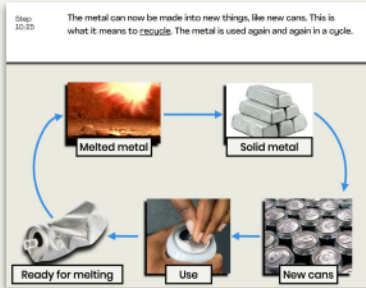 Step
10:25
The metal can now be made into new things, like new cans. This is
what it means to recycle. The metal is used again and again in a cycle.
Melted metal
Solid metal
Ready for melting
Use
New cans